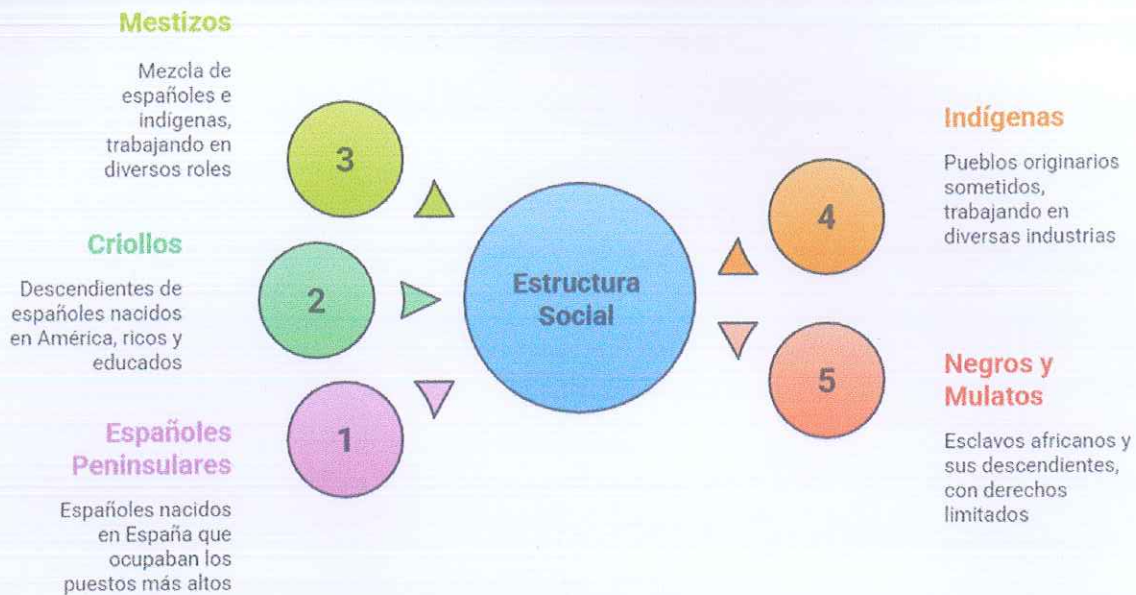 Mestizos
Mezcla de
españoles e
indígenas,
trabajando en
diversos roles
3
Criollos
Descendientes de
españoles nacidos
en América, ricos y
educados
2
Españoles
Peninsulares
Españoles nacidos
en España que
ocupaban los
puestos más altos
1
Estructura
Social
Indígenas
Pueblos originarios
sometidos,
trabajando en
diversas industrias
4
Negros y
Mulatos
Esclavos africanos y
sus descendientes,
con derechos
limitados
5